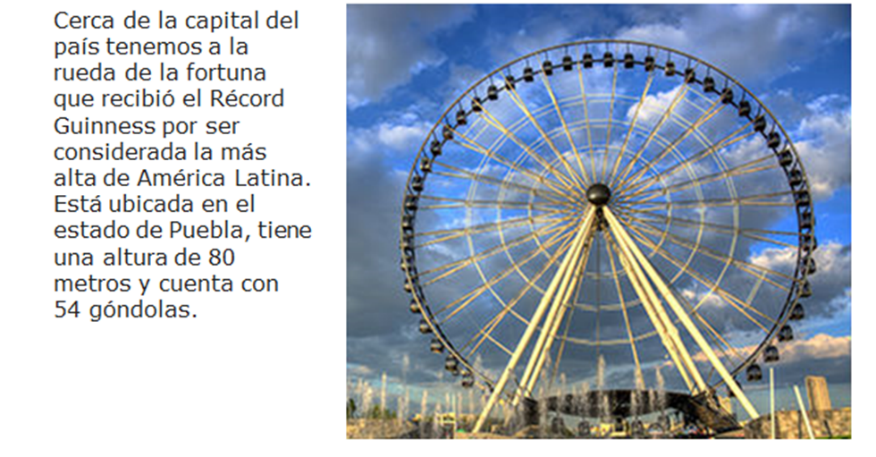 Cerca de la capital del
país tenemos a la
rueda de la fortuna
que recibió el Récord
Guinness por ser
considerada la más
alta de América Latina.
Está ubicada en el
estado de Puebla, tiene
una altura de 80
metros y cuenta con
54 góndolas.